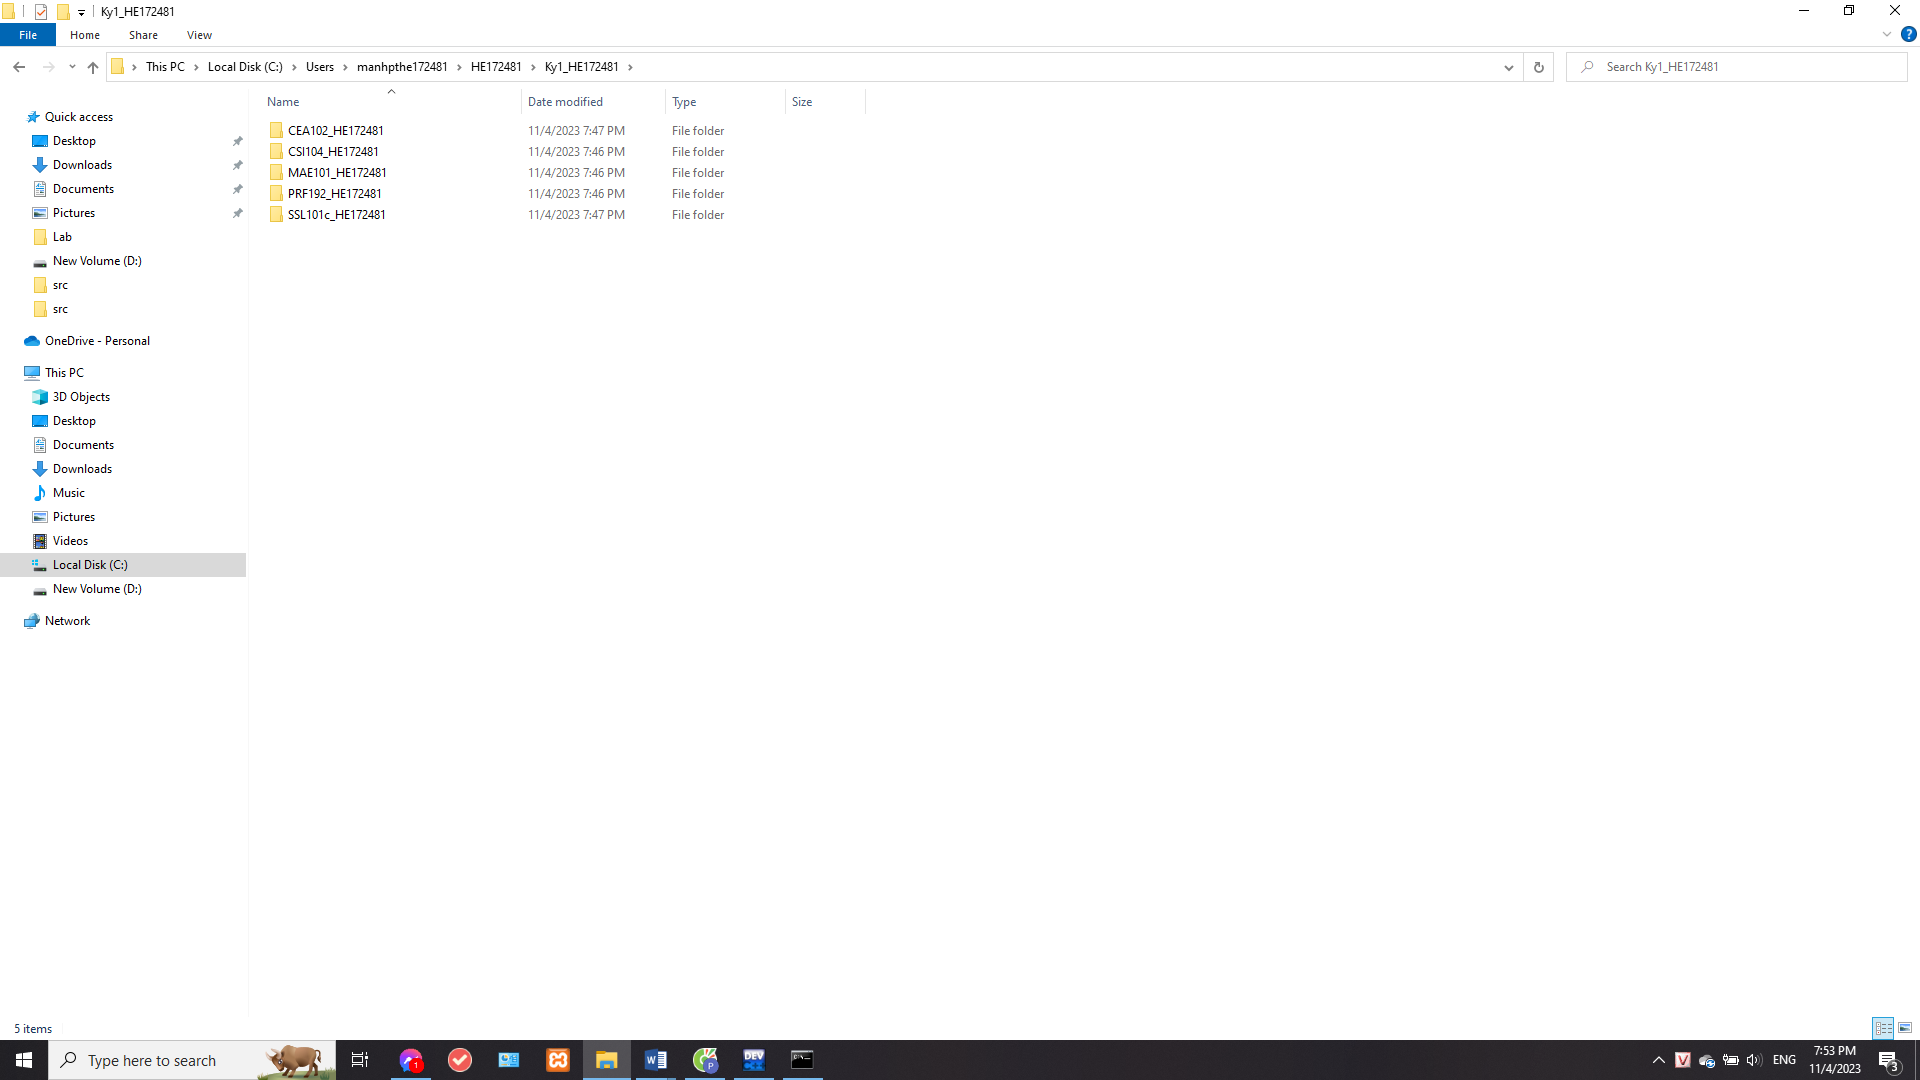 Ky1_HE172481
File Home Share View
This PC Local Disk (C:) Users manhpthe172481 HE172481 Ky1_HE172481
Search Ky1_HE172481
Name Date modified Type Size
CEA102_HE172481 11/4/2023 7:47 PM File folder
CSI104_HE172481 11/4/2023 7:46 PM File folder
MAE101_HE172481 11/4/2023 7:46 PM File folder
PRF192_HE172481 11/4/2023 7:46 PM File folder
SSL101c_HE172481 11/4/2023 7:47 PM File folder
Quick access
Desktop
Downloads
Documents
Pictures
Lab
New Volume (D:)
src
src
OneDrive - Personal
This PC
3D Objects
Desktop
Documents
Downloads
Music
Pictures
Videos
Local Disk (C:)
New Volume (D:)
Network
5 items
Type here to search
1
P
DEV
ENG
7:53 PM
11/4/2023
3